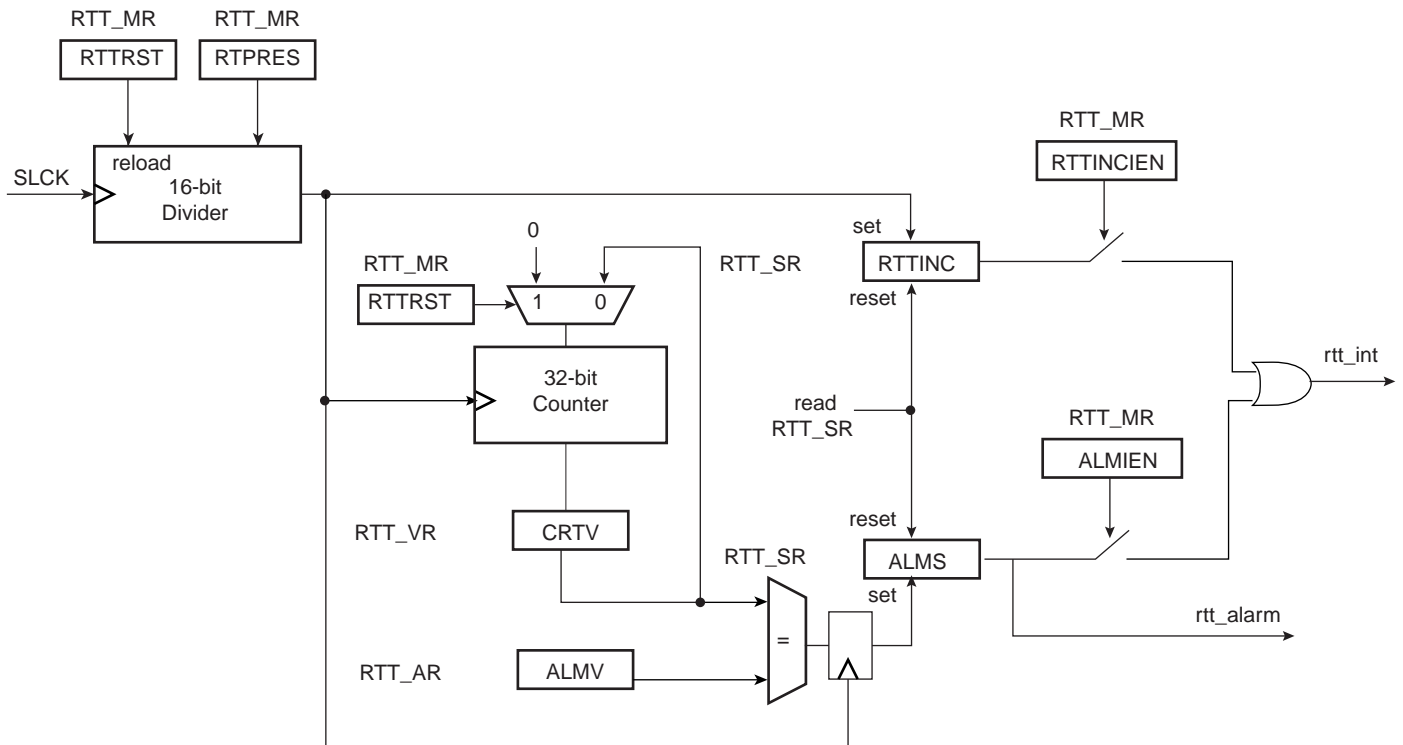 RTT_MR
RTT_MR
RTTRST
RTPRES
SLCK
reload
16-bit
Divider
RTT_MR
RTTINCIEN
0
set
RTT_MR
RTT_SR
RTTINC
RTTRST
1
0
reset
32-bit
Counter
rtt_int
read
RTT_SR
RTT_MR
ALMIEN
reset
RTT_VR
CRTV
RTT_SR
ALMS
set
rtt_alarm
=
RTT_AR
ALMV